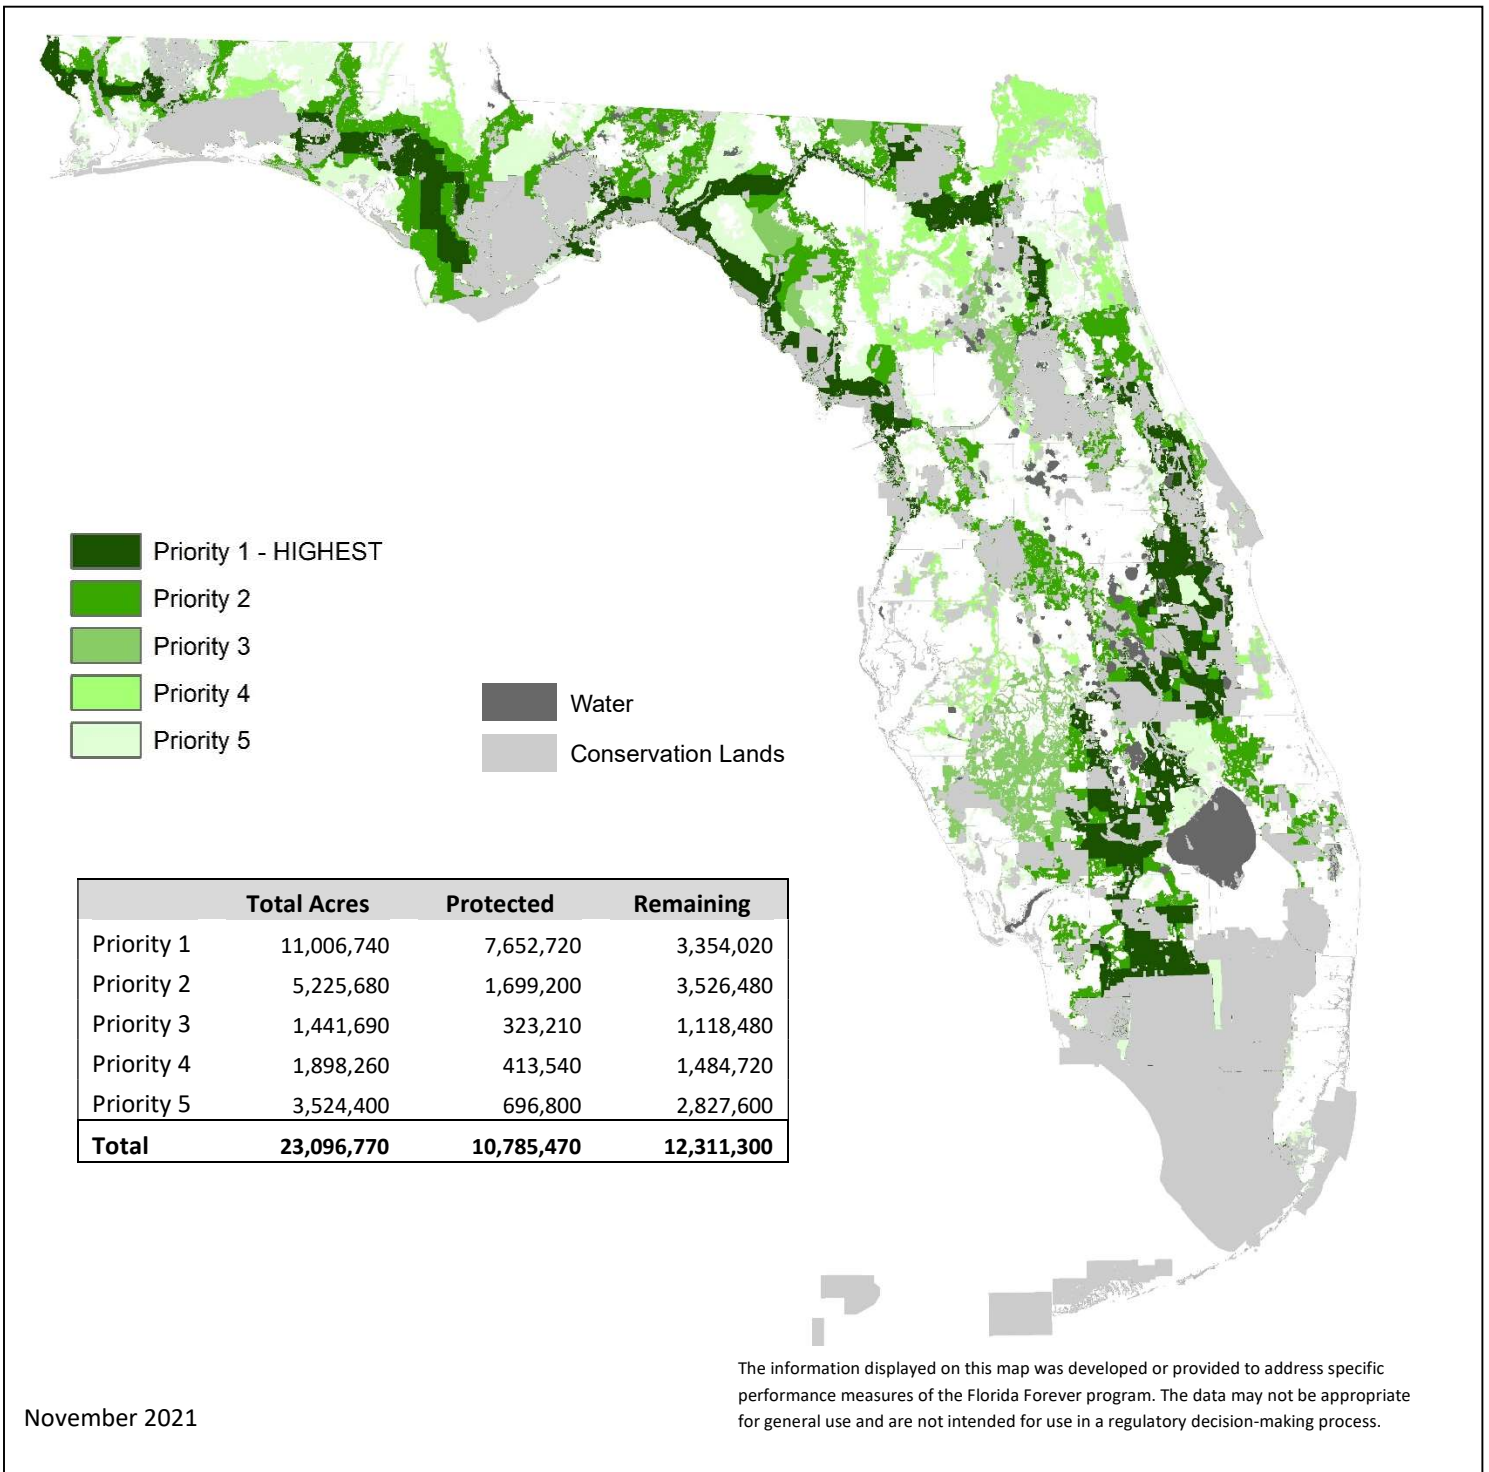 Priority 1 - HIGHEST
Priority 2
Priority 3
Priority 4
Priority 5
Water
Conservation Lands
Total Acres Protected Remaining
Priority 1 11,006,740 7,652,720 3,354,020
Priority 2 5,225,680 1,699,200 3,526,480
Priority 3 1,441,690 323,210 1,118,480
Priority 4 1,898,260 413,540 1,484,720
Priority 5 3,524,400 696,800 2,827,600
Total 23,096,770 10,785,470 12,311,300
The information displayed on this map was developed or provided to address specific
performance measures of the Florida Forever program. The data may not be appropriate
for general use and are not intended for use in a regulatory decision-making process.
November 2021